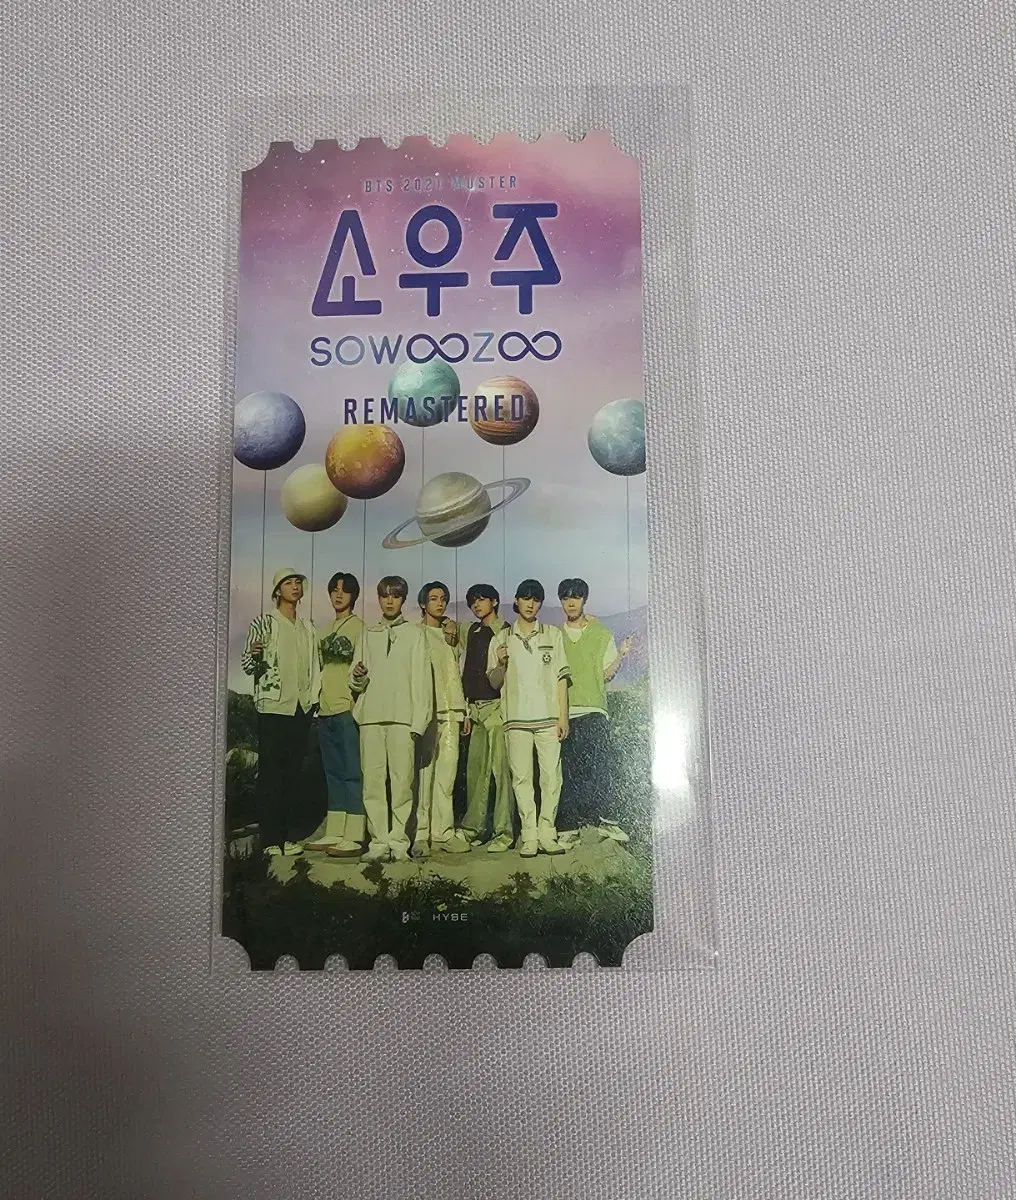 BTS 2021 MUSTER
소우주
SOWOOZOO
REMASTERED
HYBE